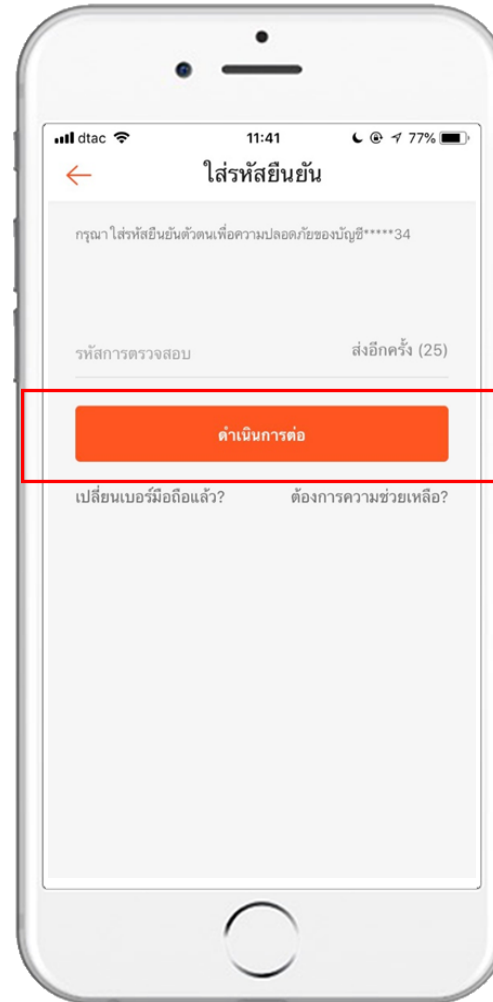 dtac 11:41 77%
ใส่รหัสยืนยัน
กรุณา ใส่รหัสยืนยันตัวตนเพื่อความปลอดภัยของบัญชี*****34
รหัสการตรวจสอบ ส่งอีกครั้ง (25)
ดำเนินการต่อ
เปลี่ยนเบอร์มือถือแล้ว? ต้องการความช่วยเหลือ?